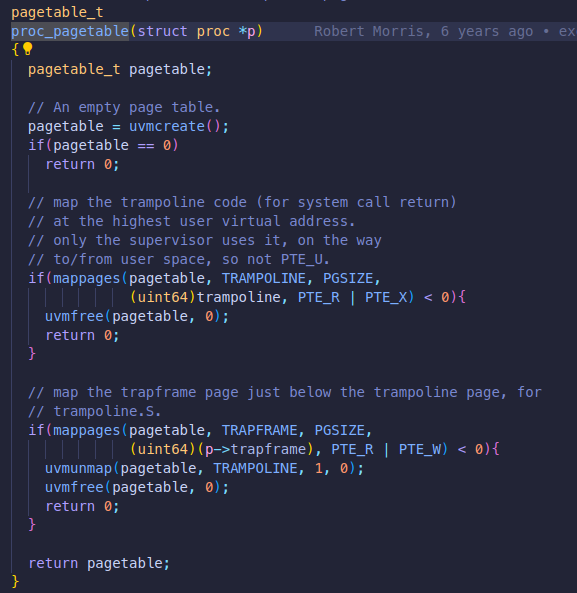 pagetable_t
proc_pagetable(struct proc *p)      Robert Morris, 6 years ago • ex
{
  pagetable_t pagetable;

  // An empty page table.
  pagetable = uvmcreate();
  if(pagetable == 0)
    return 0;

  // map the trampoline code (for system call return)
  // at the highest user virtual address.
  // only the supervisor uses it, on the way
  // to/from user space, so not PTE_U.
  if(mappages(pagetable, TRAMPOLINE, PGSIZE,
              (uint64)trampoline, PTE_R | PTE_X) < 0){
    uvmfree(pagetable, 0);
    return 0;
  }

  // map the trapframe page just below the trampoline page, for
  // trampoline.S.
  if(mappages(pagetable, TRAPFRAME, PGSIZE,
              (uint64)(p->trapframe), PTE_R | PTE_W) < 0){
    uvmunmap(pagetable, TRAMPOLINE, 1, 0);
    uvmfree(pagetable, 0);
    return 0;
  }

  return pagetable;
}